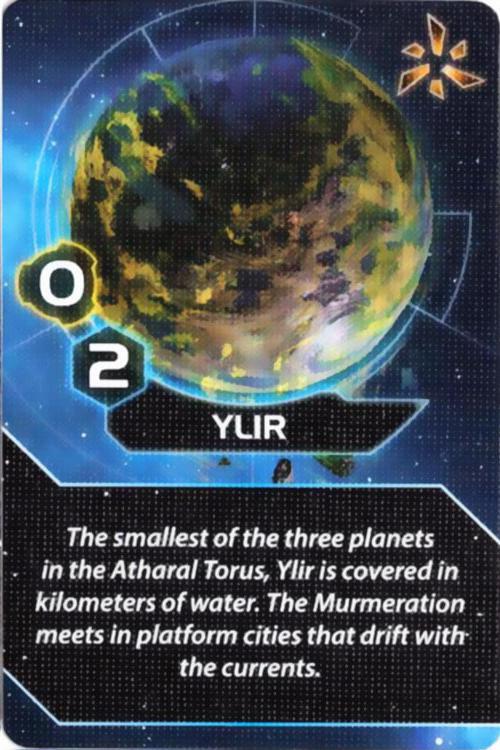 0
2
YLIR
The smallest of the three planets
in the Atharal Torus, Ylir is covered in
kilometers of water. The Murmeration
meets in platform cities that drift with
the currents.